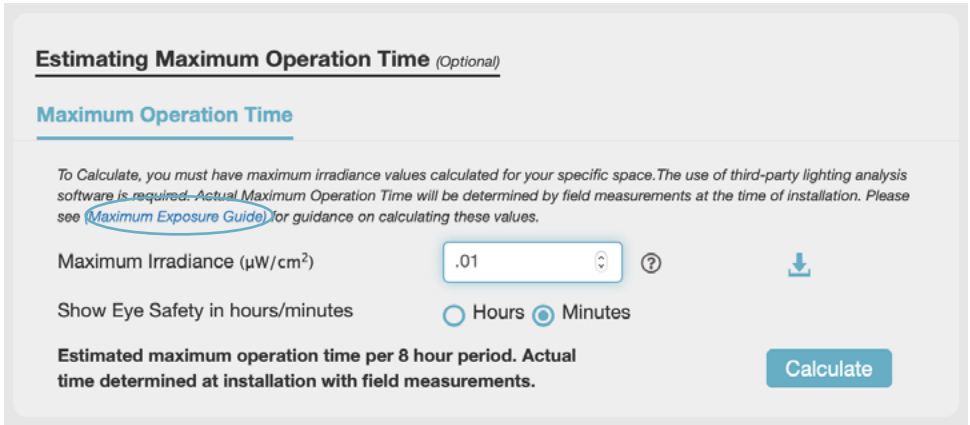 Estimating Maximum Operation Time (Optional)
Maximum Operation Time
To Calculate, you must have maximum irradiance values calculated for your specific space.The use of third-party lighting analysis
software is required. Actual Maximum Operation Time will be determined by field measurements at the time of installation. Please
see (Maximum Exposure Guide) for guidance on calculating these values.
Maximum Irradiance (μW/cm²) .01 ?
Show Eye Safety in hours/minutes Hours Minutes
Estimated maximum operation time per 8 hour period. Actual
time determined at installation with field measurements.
Calculate